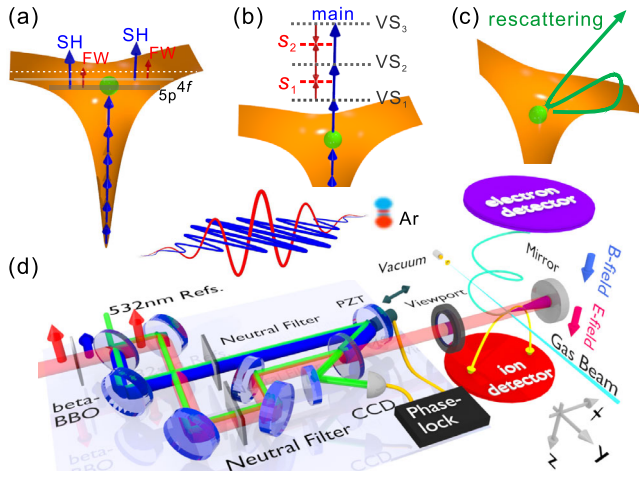 (a)
SH
FW
SH
FW
5p
4f
(b)
main
VS3
S2
VS2
S1
VS1
(c)
rescattering
Ar
(d)
532nm Refs.
beta-
BBO
Neutral Filter
Neutral Filter
PZT
CCD
Phase-
lock
Vacuum
Viewport
Mirror
electron
detector
B-field
E-field
Gas Beam
ion
detector
X
Y
Z
CCD